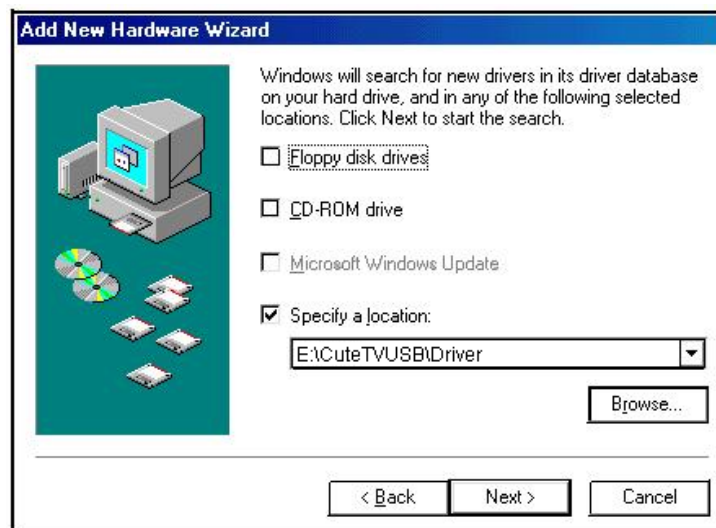 Add New Hardware Wizard
Windows will search for new drivers in its driver database
on your hard drive, and in any of the following selected
locations. Click Next to start the search.
Floppy disk drives
CD-ROM drive
Microsoft Windows Update
Specify a location:
E:\CuteTVUSB\Driver
Browse...
< Back
Next >
Cancel